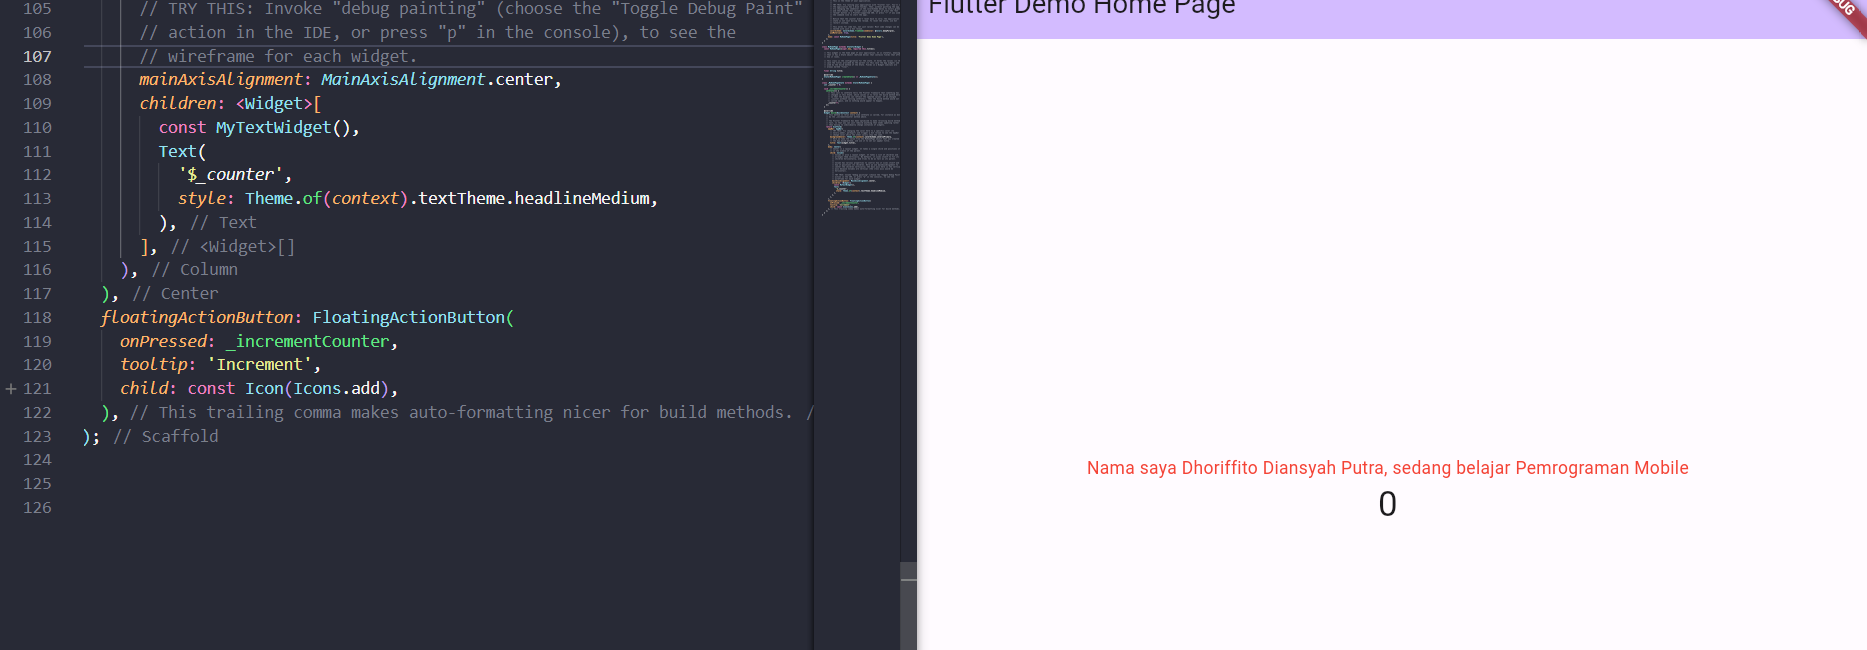 105 // TRY THIS: Invoke "debug painting" (choose the "Toggle Debug Paint"
106 // action in the IDE, or press "p" in the console), to see the
107 // wireframe for each widget.
108 mainAxisAlignment: MainAxisAlignment.center,
109 children: <Widget>[
110 const MyTextWidget(),
111 Text(
112 '$_counter',
113 style: Theme.of(context).textTheme.headlineMedium,
114 ), // Text
115 ], // <Widget>[]
116 ), // Column
117 ), // Center
118 floatingActionButton: FloatingActionButton(
119 onPressed: _incrementCounter,
120 tooltip: 'Increment',
+ 121 child: const Icon(Icons.add),
122 ), // This trailing comma makes auto-formatting nicer for build methods. /
123 ); // Scaffold
124
125
126
Flutter Demo Home Page
Nama saya Dhoriffito Diansyah Putra, sedang belajar Pemrograman Mobile
0